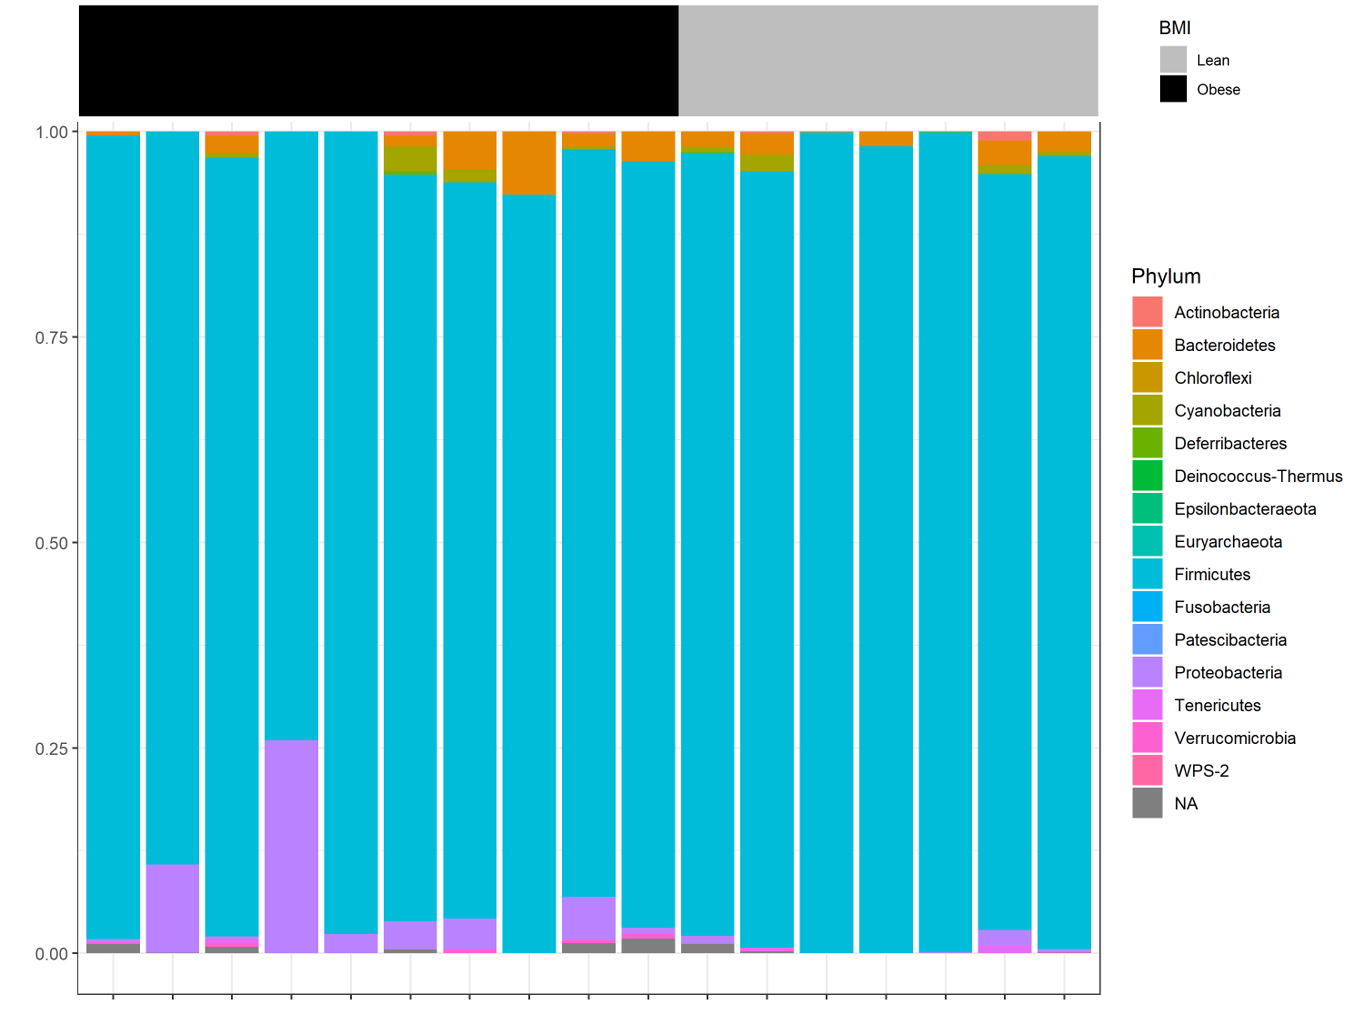 BMI
Lean
Obese
1.00
0.75
0.50
0.25
0.00
Phylum
Actinobacteria
Bacteroidetes
Chloroflexi
Cyanobacteria
Deferribacteres
Deinococcus-Thermus
Epsilonbacteraeota
Euryarchaeota
Firmicutes
Fusobacteria
Patescibacteria
Proteobacteria
Tenericutes
Verrucomicrobia
WPS-2
NA